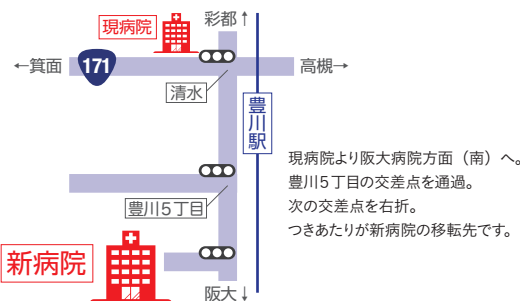 彩都↑
現病院
←箕面
171
高槻→
清水
豊川駅
現病院より阪大病院方面（南）へ。
豊川5丁目の交差点を通過。
次の交差点を右折。
つきあたりが新病院の移転先です。
豊川5丁目
新病院
阪大↓